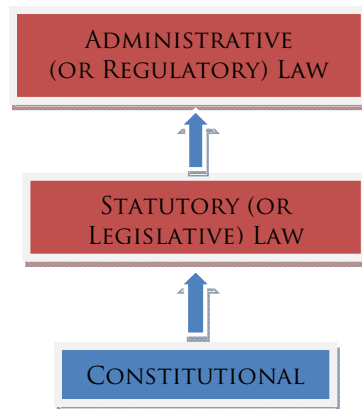 ADMINISTRATIVE
(OR REGULATORY) LAW
STATUTORY (OR
LEGISLATIVE) LAW
CONSTITUTIONAL